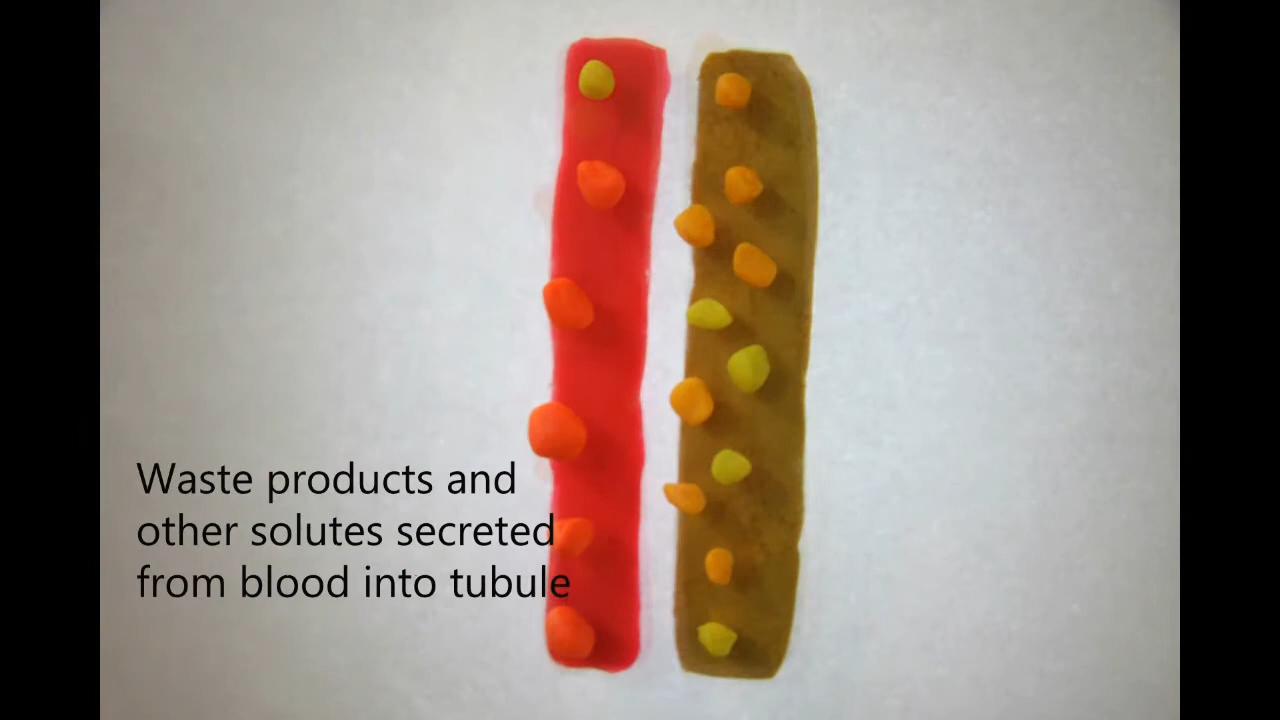 Waste products and
other solutes secreted
from blood into tubule